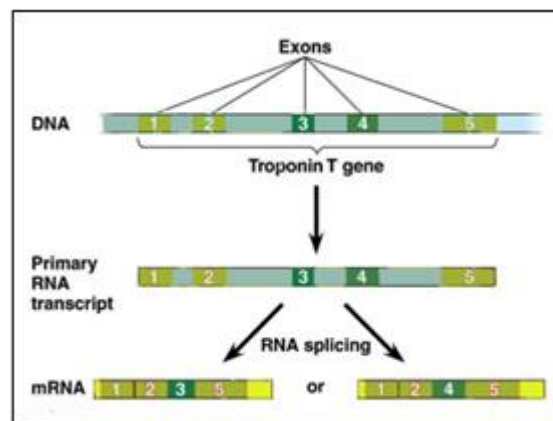 Exons
DNA
1 2 3 4 5
Troponin T gene
Primary
RNA
transcript
1 2 3 4 5
RNA splicing
mRNA
1 2 3 5
or
1 2 4 5